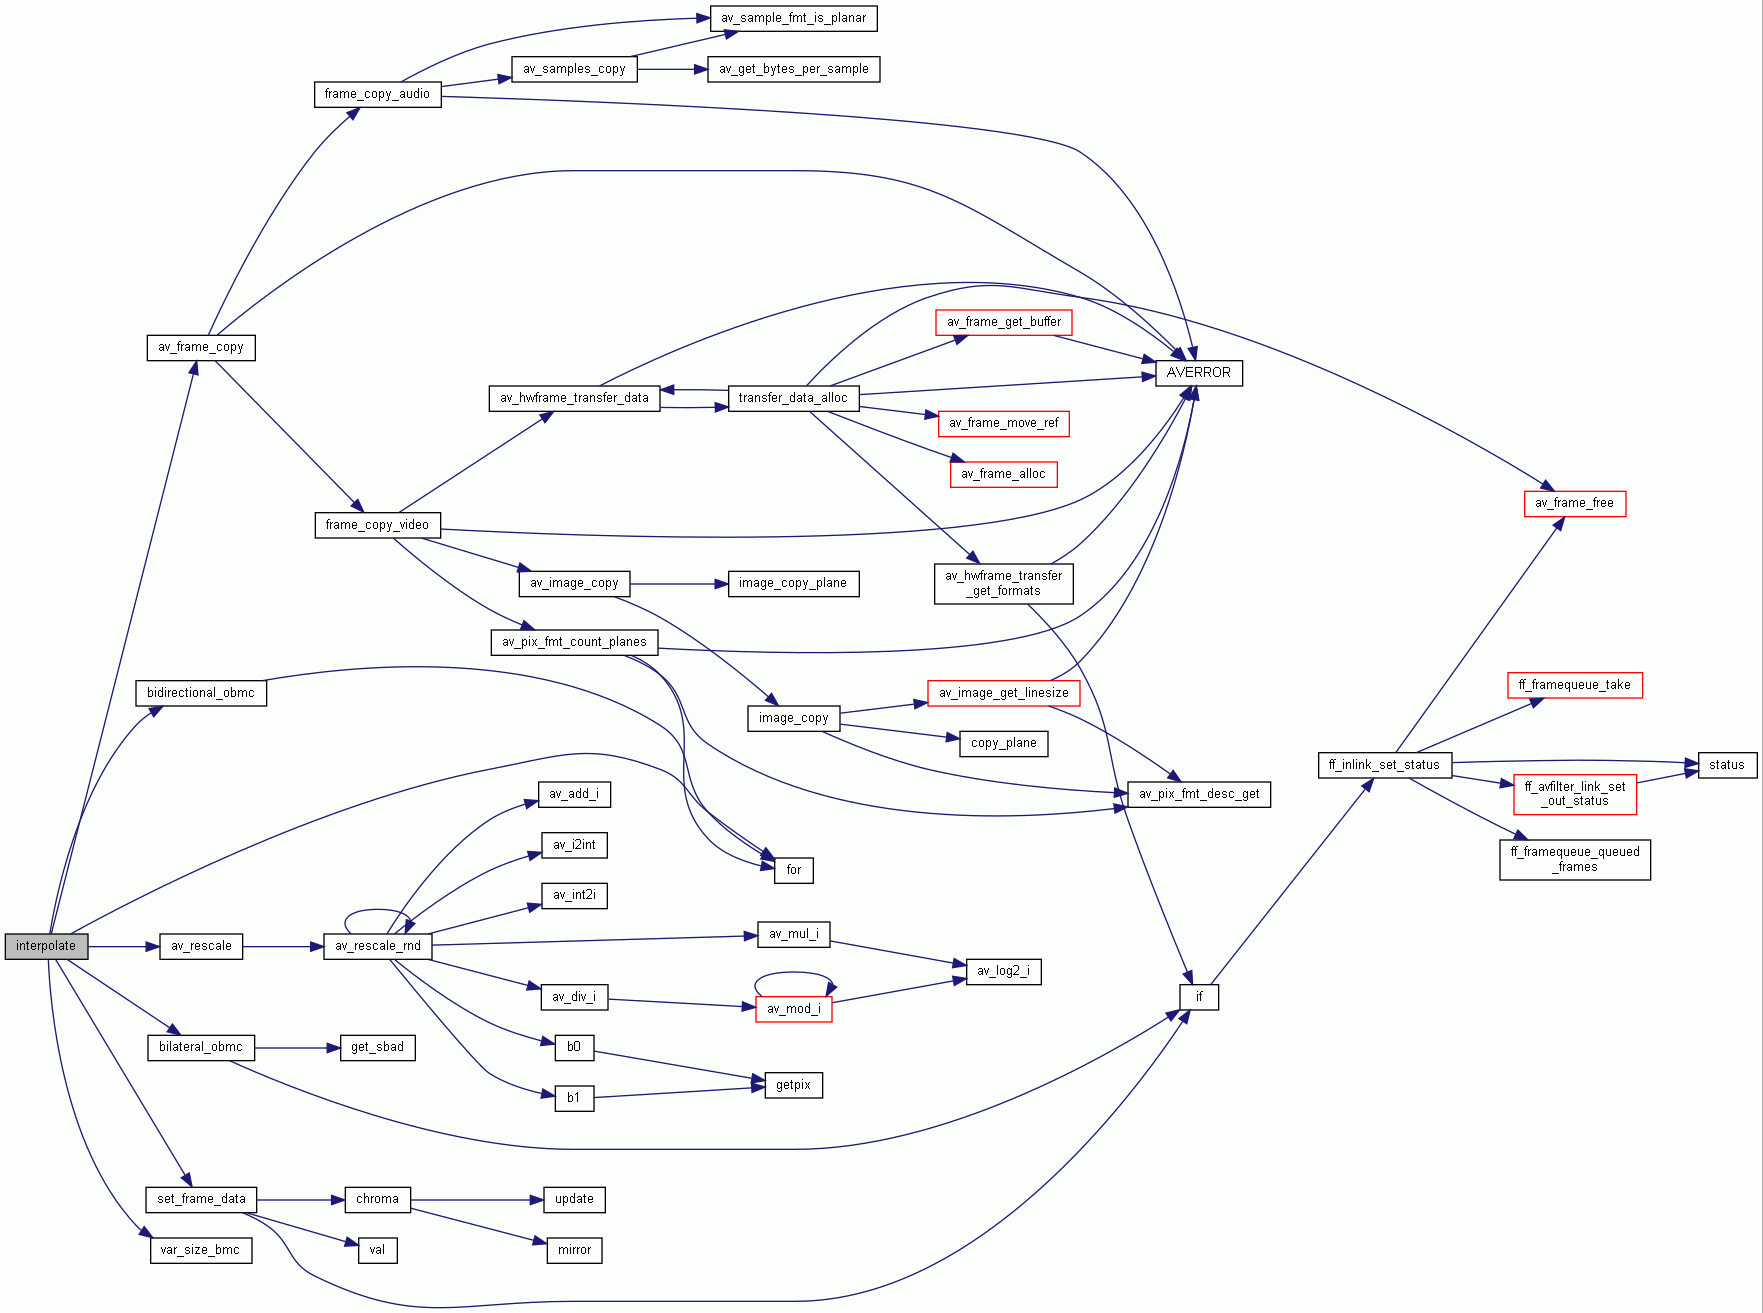 av_sample_fmt_is_planar
av_samples_copy
av_get_bytes_per_sample
frame_copy_audio
av_frame_get_buffer
av_frame_copy
AVERROR
av_hwframe_transfer_data
transfer_data_alloc
av_frame_move_ref
av_frame_alloc
av_frame_free
frame_copy_video
av_image_copy
image_copy_plane
av_hwframe_transfer
_get_formats
av_pix_fmt_count_planes
bidirectional_obmc
av_image_get_linesize
ff_framequeue_take
image_copy
copy_plane
ff_inlink_set_status
status
av_add_i
av_pix_fmt_desc_get
ff_avfilter_link_set
_out_status
av_i2int
for
ff_framequeue_queued
_frames
av_int2i
interpolate
av_rescale
av_rescale_rnd
av_mul_i
av_log2_i
av_div_i
av_mod_i
if
bilateral_obmc
get_sbad
b0
getpix
b1
set_frame_data
chroma
update
var_size_bmc
val
mirror